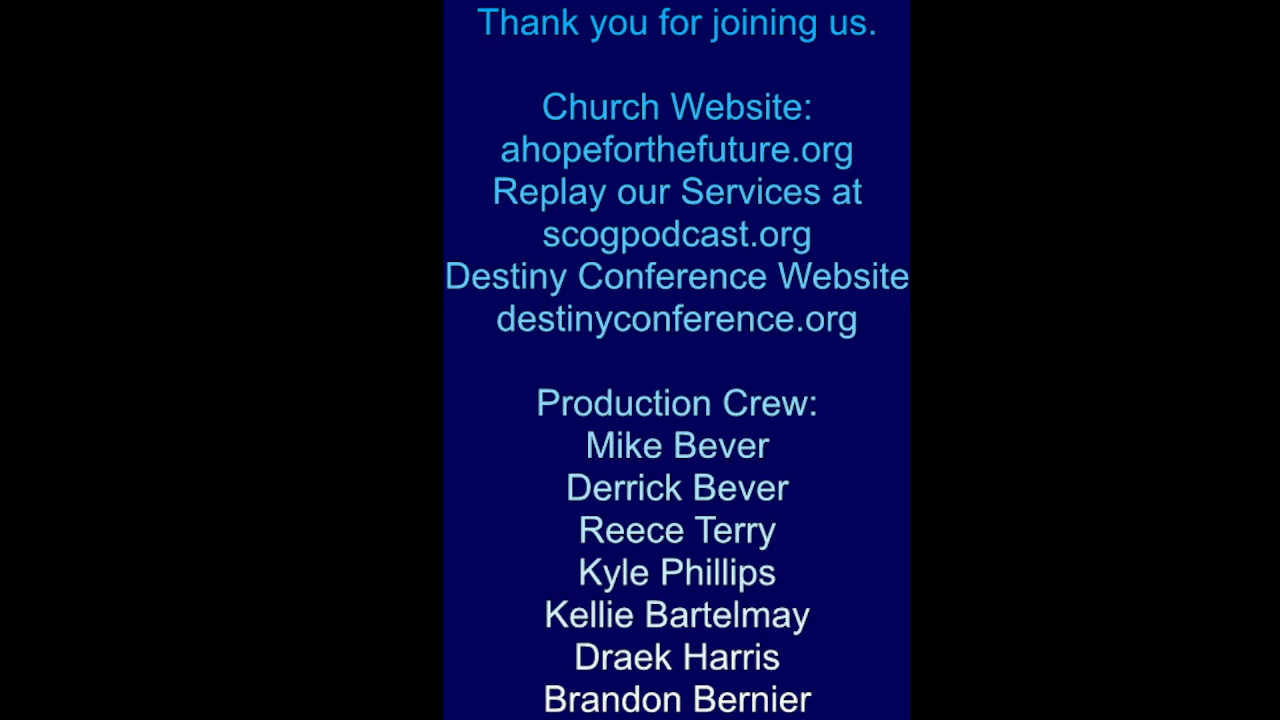 Thank you for joining us.
Church Website:
ahopeforthefuture.org
Replay our Services at
scogpodcast.org
Destiny Conference Website
destinyconference.org
Production Crew:
Mike Bever
Derrick Bever
Reece Terry
Kyle Phillips
Kellie Bartelmay
Draek Harris
Brandon Bernier